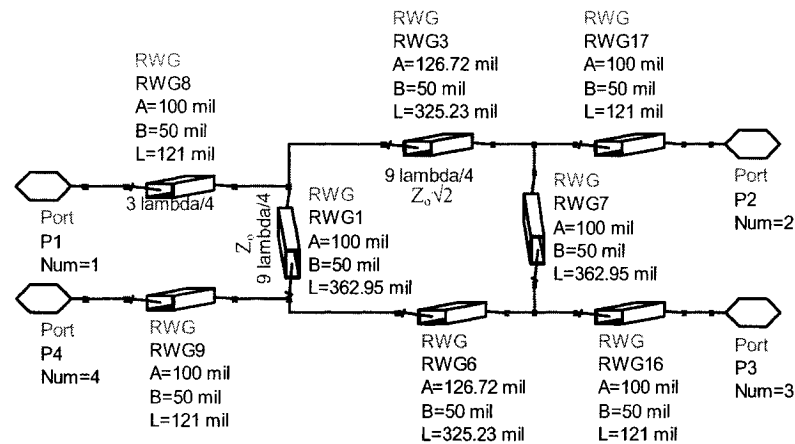 RWG
RWG8
A=100 mil
B=50 mil
L=121 mil
RWG
RWG3
A=126.72 mil
B=50 mil
L=325.23 mil
RWG
RWG17
A=100 mil
B=50 mil
L=121 mil
3 lambda/4
9 lambda/4
Z₀√2
Port
P1
Num=1
Z₀
9 lambda/4
RWG
RWG1
A=100 mil
B=50 mil
L=362.95 mil
RWG
RWG7
A=100 mil
B=50 mil
L=362.95 mil
Port
P2
Num=2
Port
P4
Num=4
RWG
RWG9
A=100 mil
B=50 mil
L=121 mil
RWG
RWG6
A=126.72 mil
B=50 mil
L=325.23 mil
RWG
RWG16
A=100 mil
B=50 mil
L=121 mil
Port
P3
Num=3